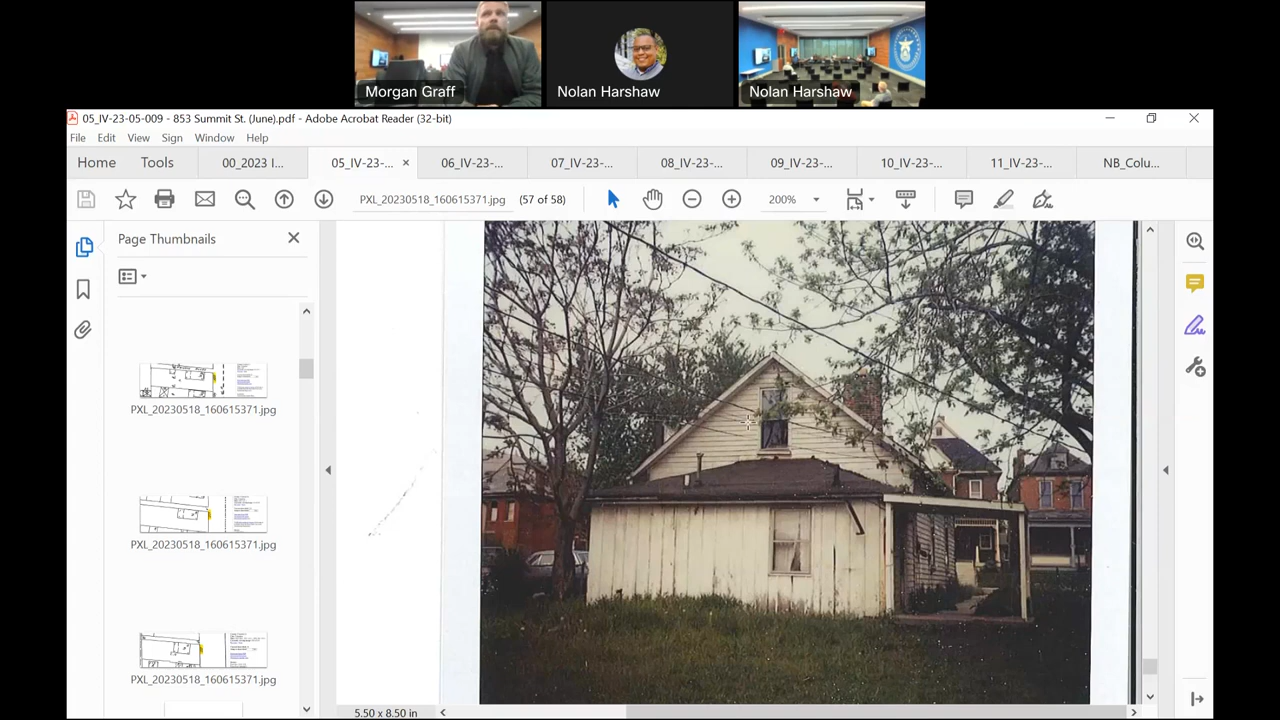 Morgan Graff
Nolan Harshaw
Nolan Harshaw
05_IV-23-05-009 - 853 Summit St. (June).pdf - Adobe Acrobat Reader (32-bit)
File Edit View Sign Window Help
Home Tools 00_2023 I... 05_IV-23-... × 06_IV-23-... 07_IV-23-... 08_IV-23-... 09_IV-23-... 10_IV-23-... 11_IV-23-... NB_Colu...
PXL_20230518_160615371.jpg (57 of 58) 200%
Page Thumbnails
PXL_20230518_160615371.jpg
PXL_20230518_160615371.jpg
PXL_20230518_160615371.jpg
5.50 x 8.50 in